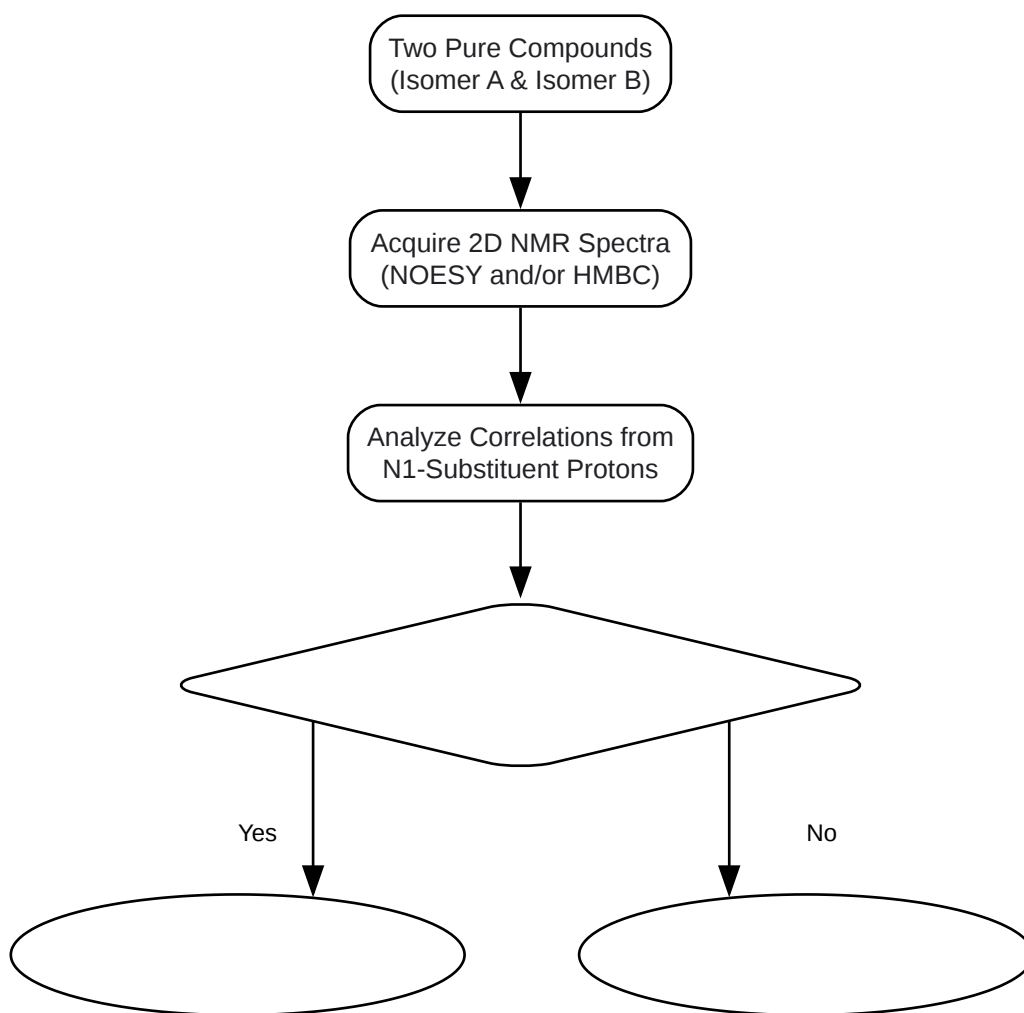 Two Pure Compounds
(Isomer A & Isomer B)
Acquire 2D NMR Spectra
(NOESY and/or HMBC)
Analyze Correlations from
N1-Substituent Protons
Yes
No